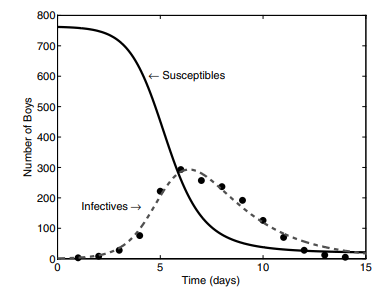 800
700
600
500
400
300
200
100
0
Number of Boys
← Susceptibles
Infectives →
0 5 10 15
Time (days)